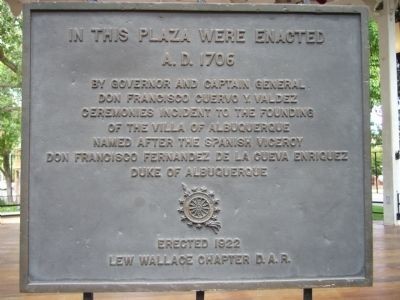 IN THIS PLAZA WERE ENACTED
A.D. 1706
BY GOVERNOR AND CAPTAIN GENERAL
DON FRANCISCO CUERVO Y VALDEZ
CEREMONIES INCIDENT TO THE FOUNDING
OF THE VILLA OF ALBUQUERQUE
NAMED AFTER THE SPANISH VICEROY
DON FRANCISCO FERNANDEZ DE LA CUEVA ENRIQUEZ
DUKE OF ALBUQUERQUE
ERECTED 1922
LEW WALLACE CHAPTER D.A.R.